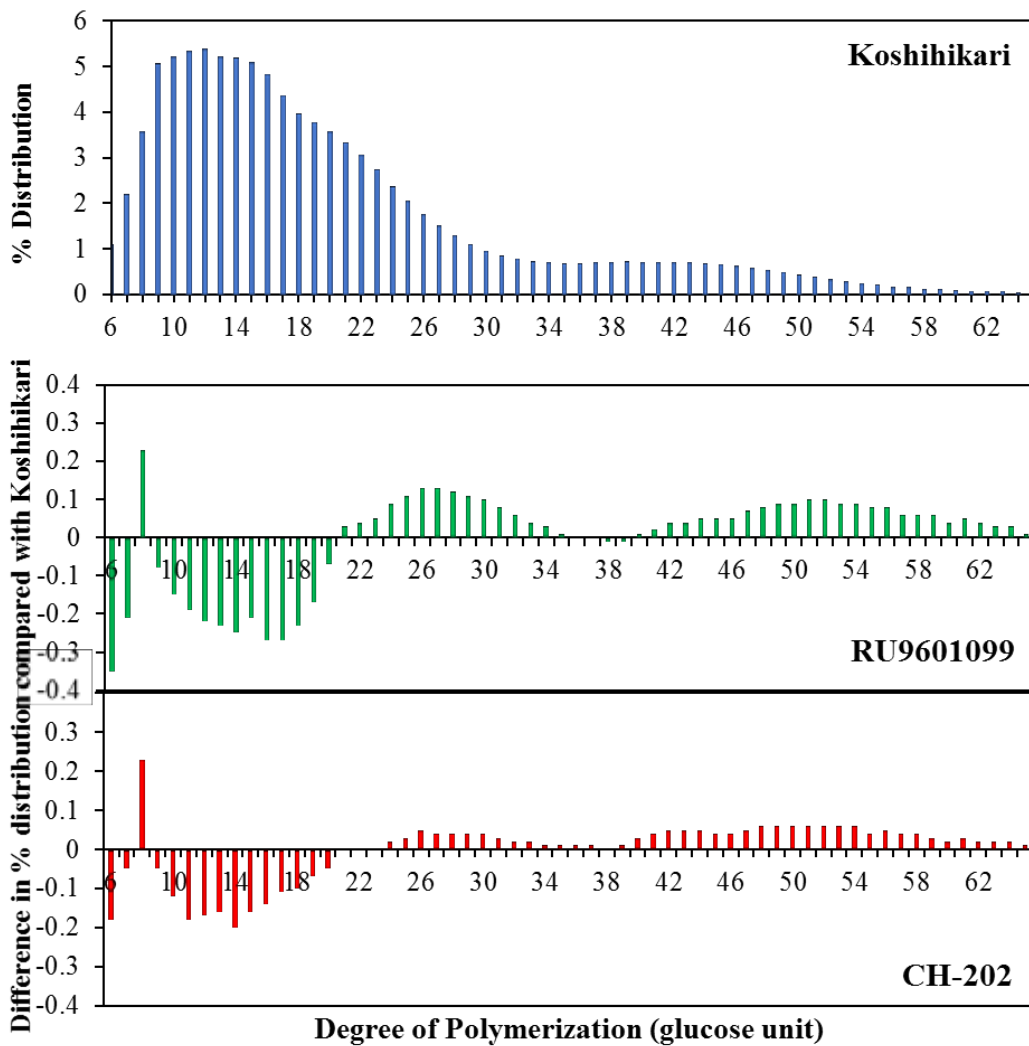 Koshihikari
% Distribution
6
5
4
3
2
1
0
6 10 14 18 22 26 30 34 38 42 46 50 54 58 62
Difference in % distribution compared with Koshihikari
0.4
0.3
0.2
0.1
0
-0.1
-0.2
-0.3
-0.4
6 10 14 18 22 26 30 34 38 42 46 50 54 58 62
RU9601099
0.3
0.2
0.1
0
-0.1
-0.2
-0.3
-0.4
6 10 14 18 22 26 30 34 38 42 46 50 54 58 62
CH-202
Degree of Polymerization (glucose unit)